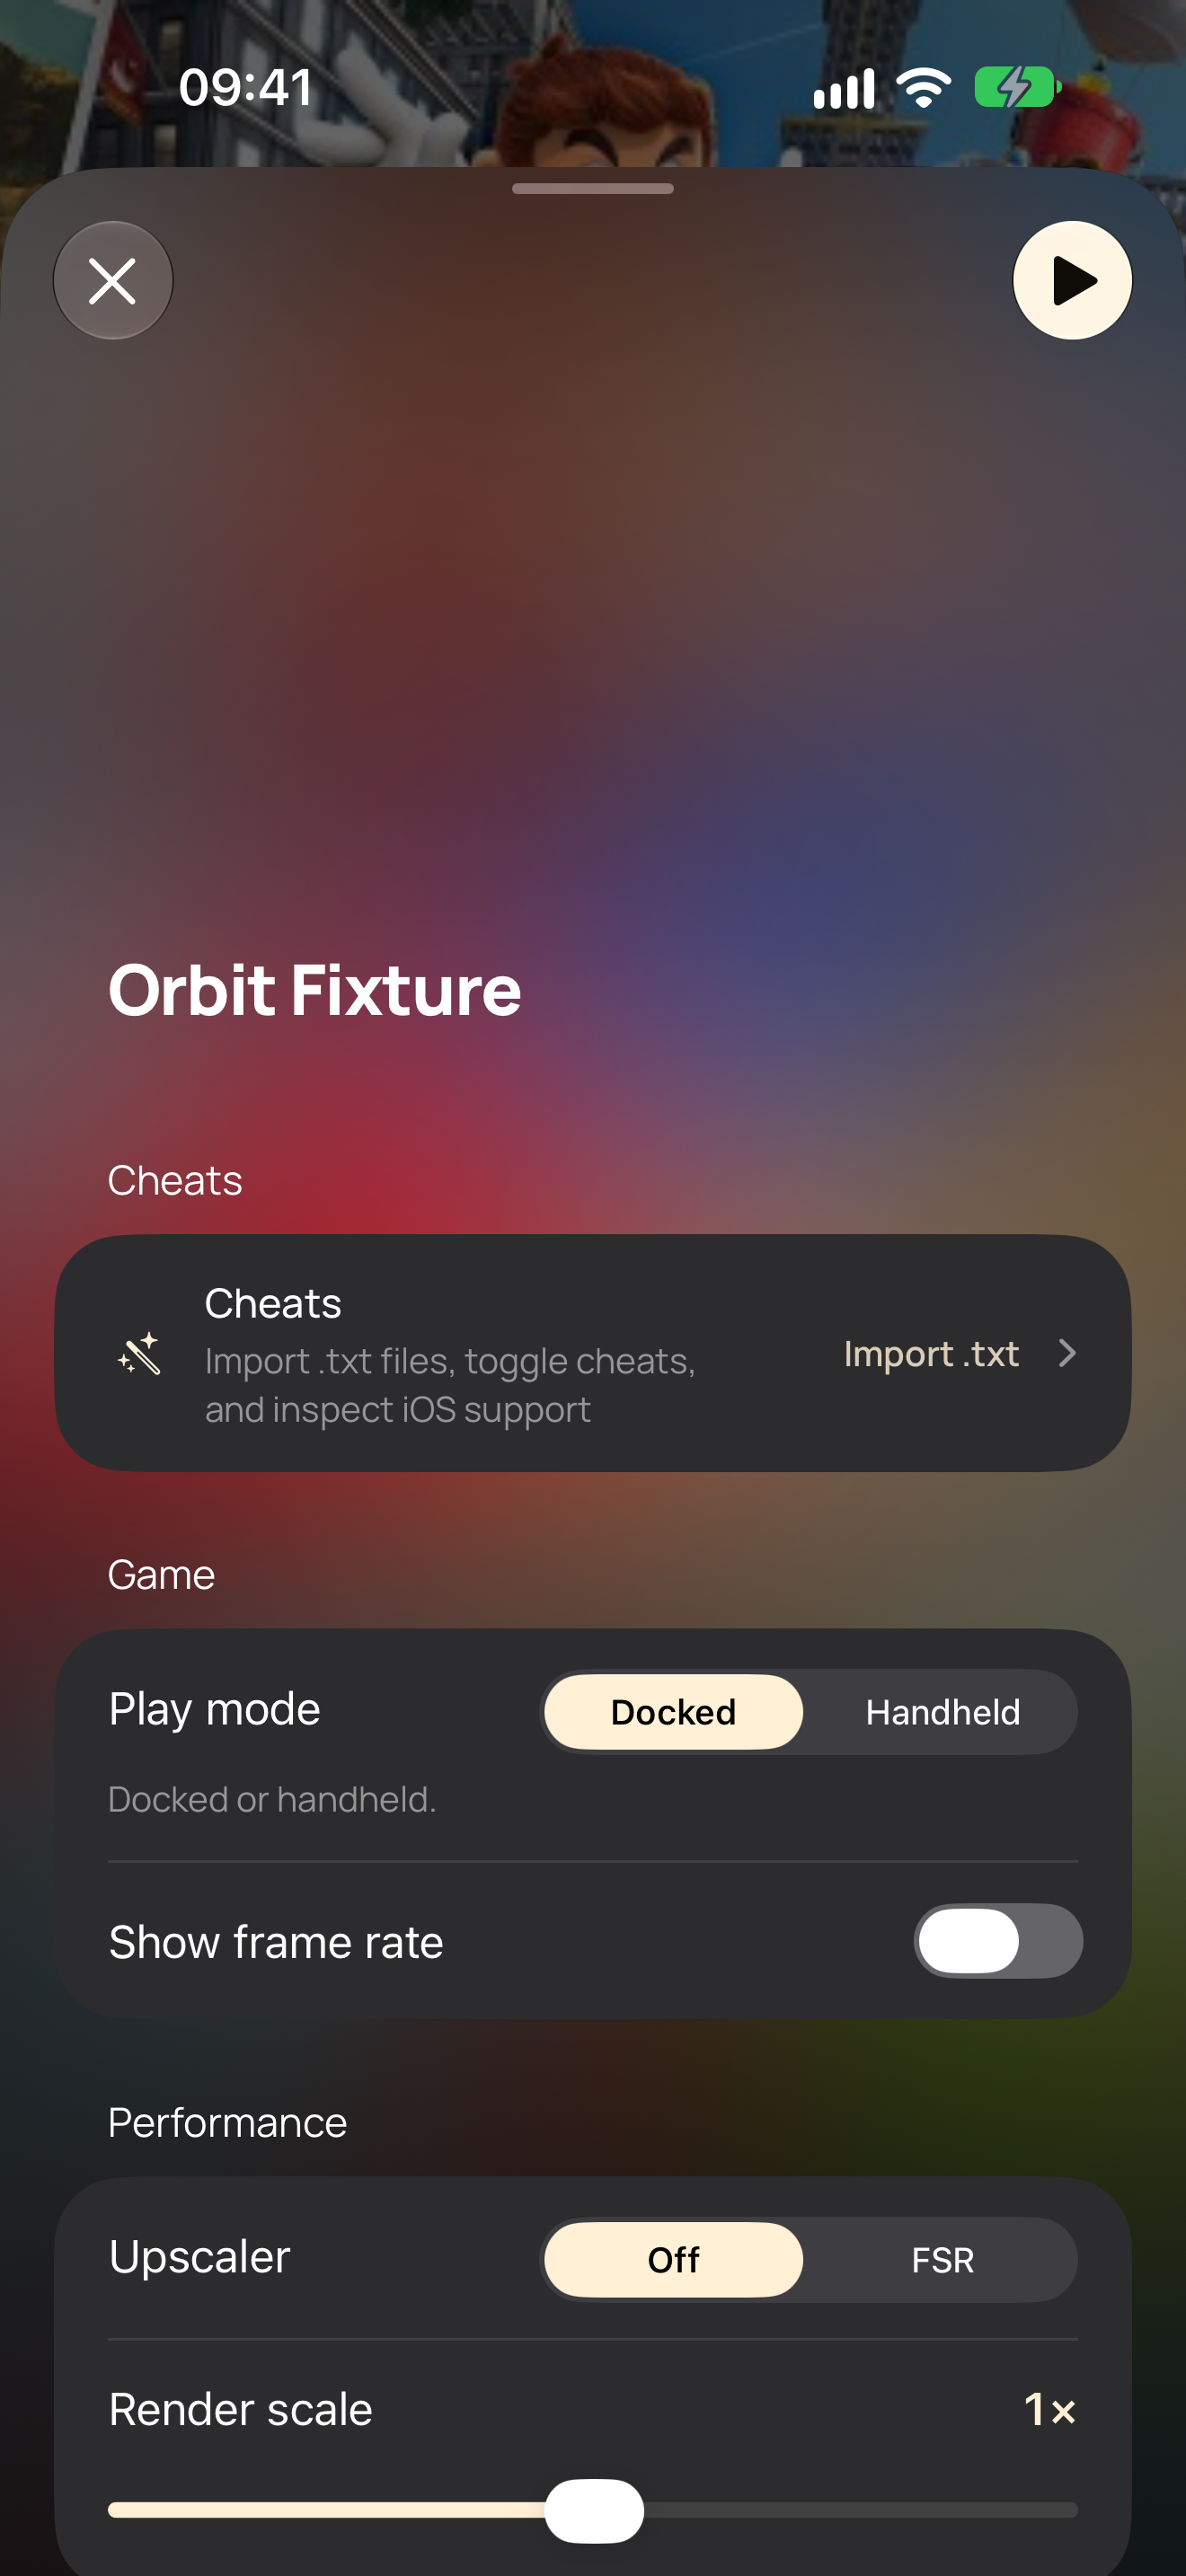 09:41
Orbit Fixture
Cheats
Cheats
Import .txt files, toggle cheats,
and inspect iOS support
Import .txt
Game
Play mode
Docked
Handheld
Docked or handheld.
Show frame rate
Performance
Upscaler
Off
FSR
Render scale
1×